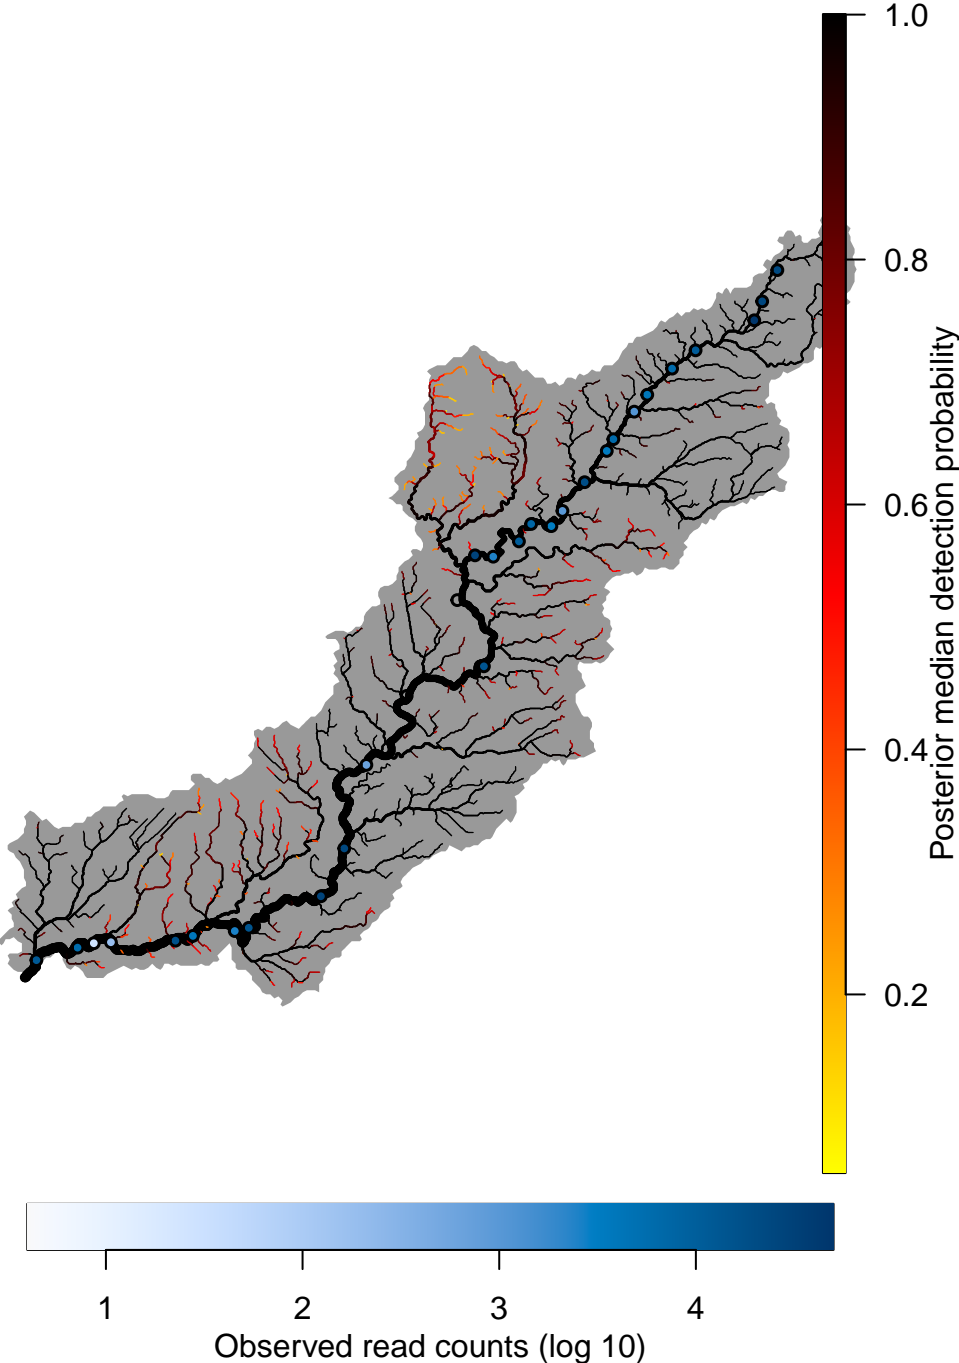 1.0
0.8
0.6
0.4
0.2
Posterior median detection probability
1 2 3 4
Observed read counts (log 10)